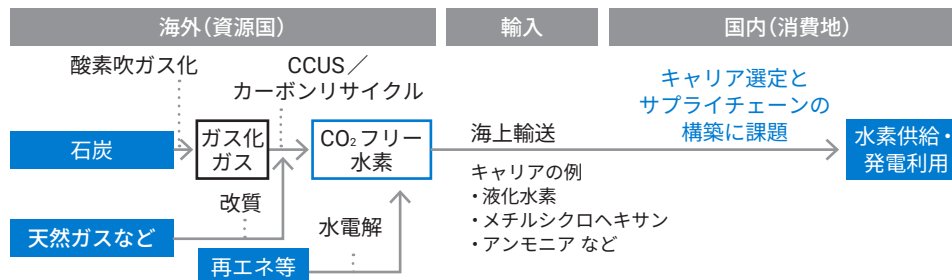 海外（資源国）
輸入
国内（消費地）
酸素吹ガス化
CCUS／
カーボンリサイクル
キャリア選定と
サプライチェーンの
構築に課題
石炭
ガス化
ガス
CO₂フリー
水素
海上輸送
水素供給・
発電利用
キャリアの例
・液化水素
・メチルシクロヘキサン
・アンモニア など
改質
水電解
天然ガスなど
再エネ等